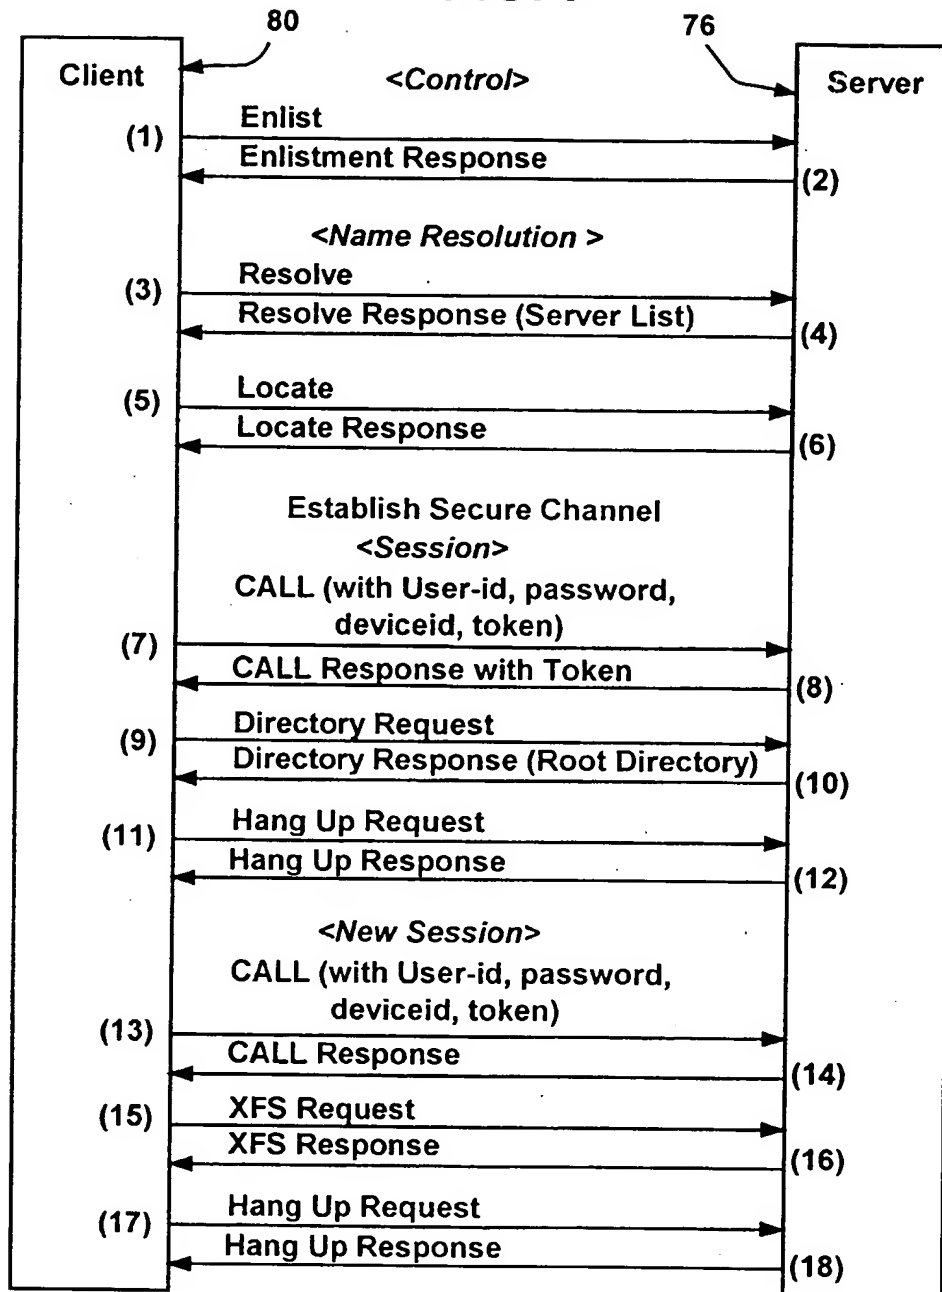 80
76
Client
<Control>
Server
(1)
Enlist
Enlistment Response
(2)
<Name Resolution >
(3)
Resolve
Resolve Response (Server List)
(4)
(5)
Locate
Locate Response
(6)
Establish Secure Channel
<Session>
CALL (with User-id, password,
deviceid, token)
(7)
CALL Response with Token
(8)
(9)
Directory Request
Directory Response (Root Directory)
(10)
(11)
Hang Up Request
Hang Up Response
(12)
<New Session>
CALL (with User-id, password,
deviceid, token)
(13)
CALL Response
(14)
(15)
XFS Request
XFS Response
(16)
(17)
Hang Up Request
Hang Up Response
(18)